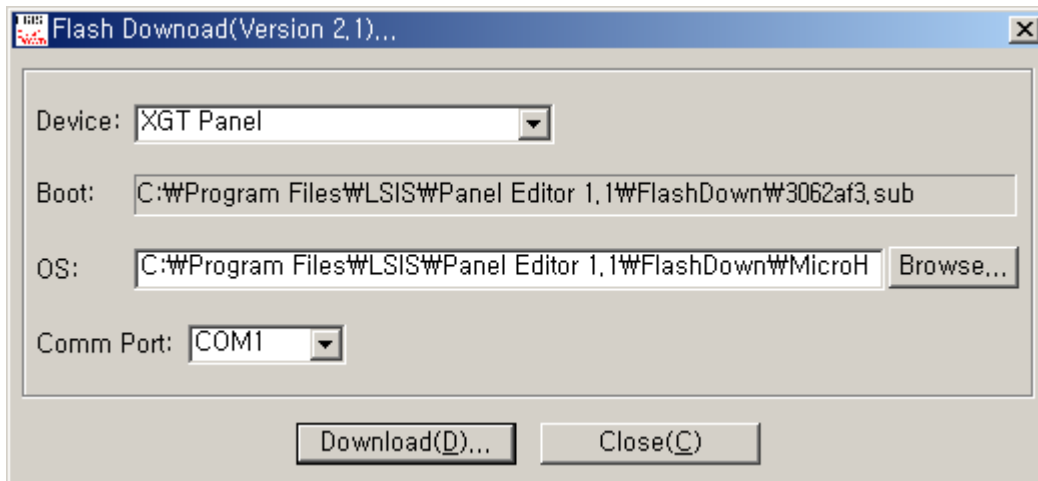 Flash Downoad(Version 2,1),,,
Device: XGT Panel
Boot: C:₩Program Files₩LSIS₩Panel Editor 1,1₩FlashDown₩3062af3,sub
OS: C:₩Program Files₩LSIS₩Panel Editor 1,1₩FlashDown₩MicroH Browse,,,
Comm Port: COM1
Download(D),,, Close(C)